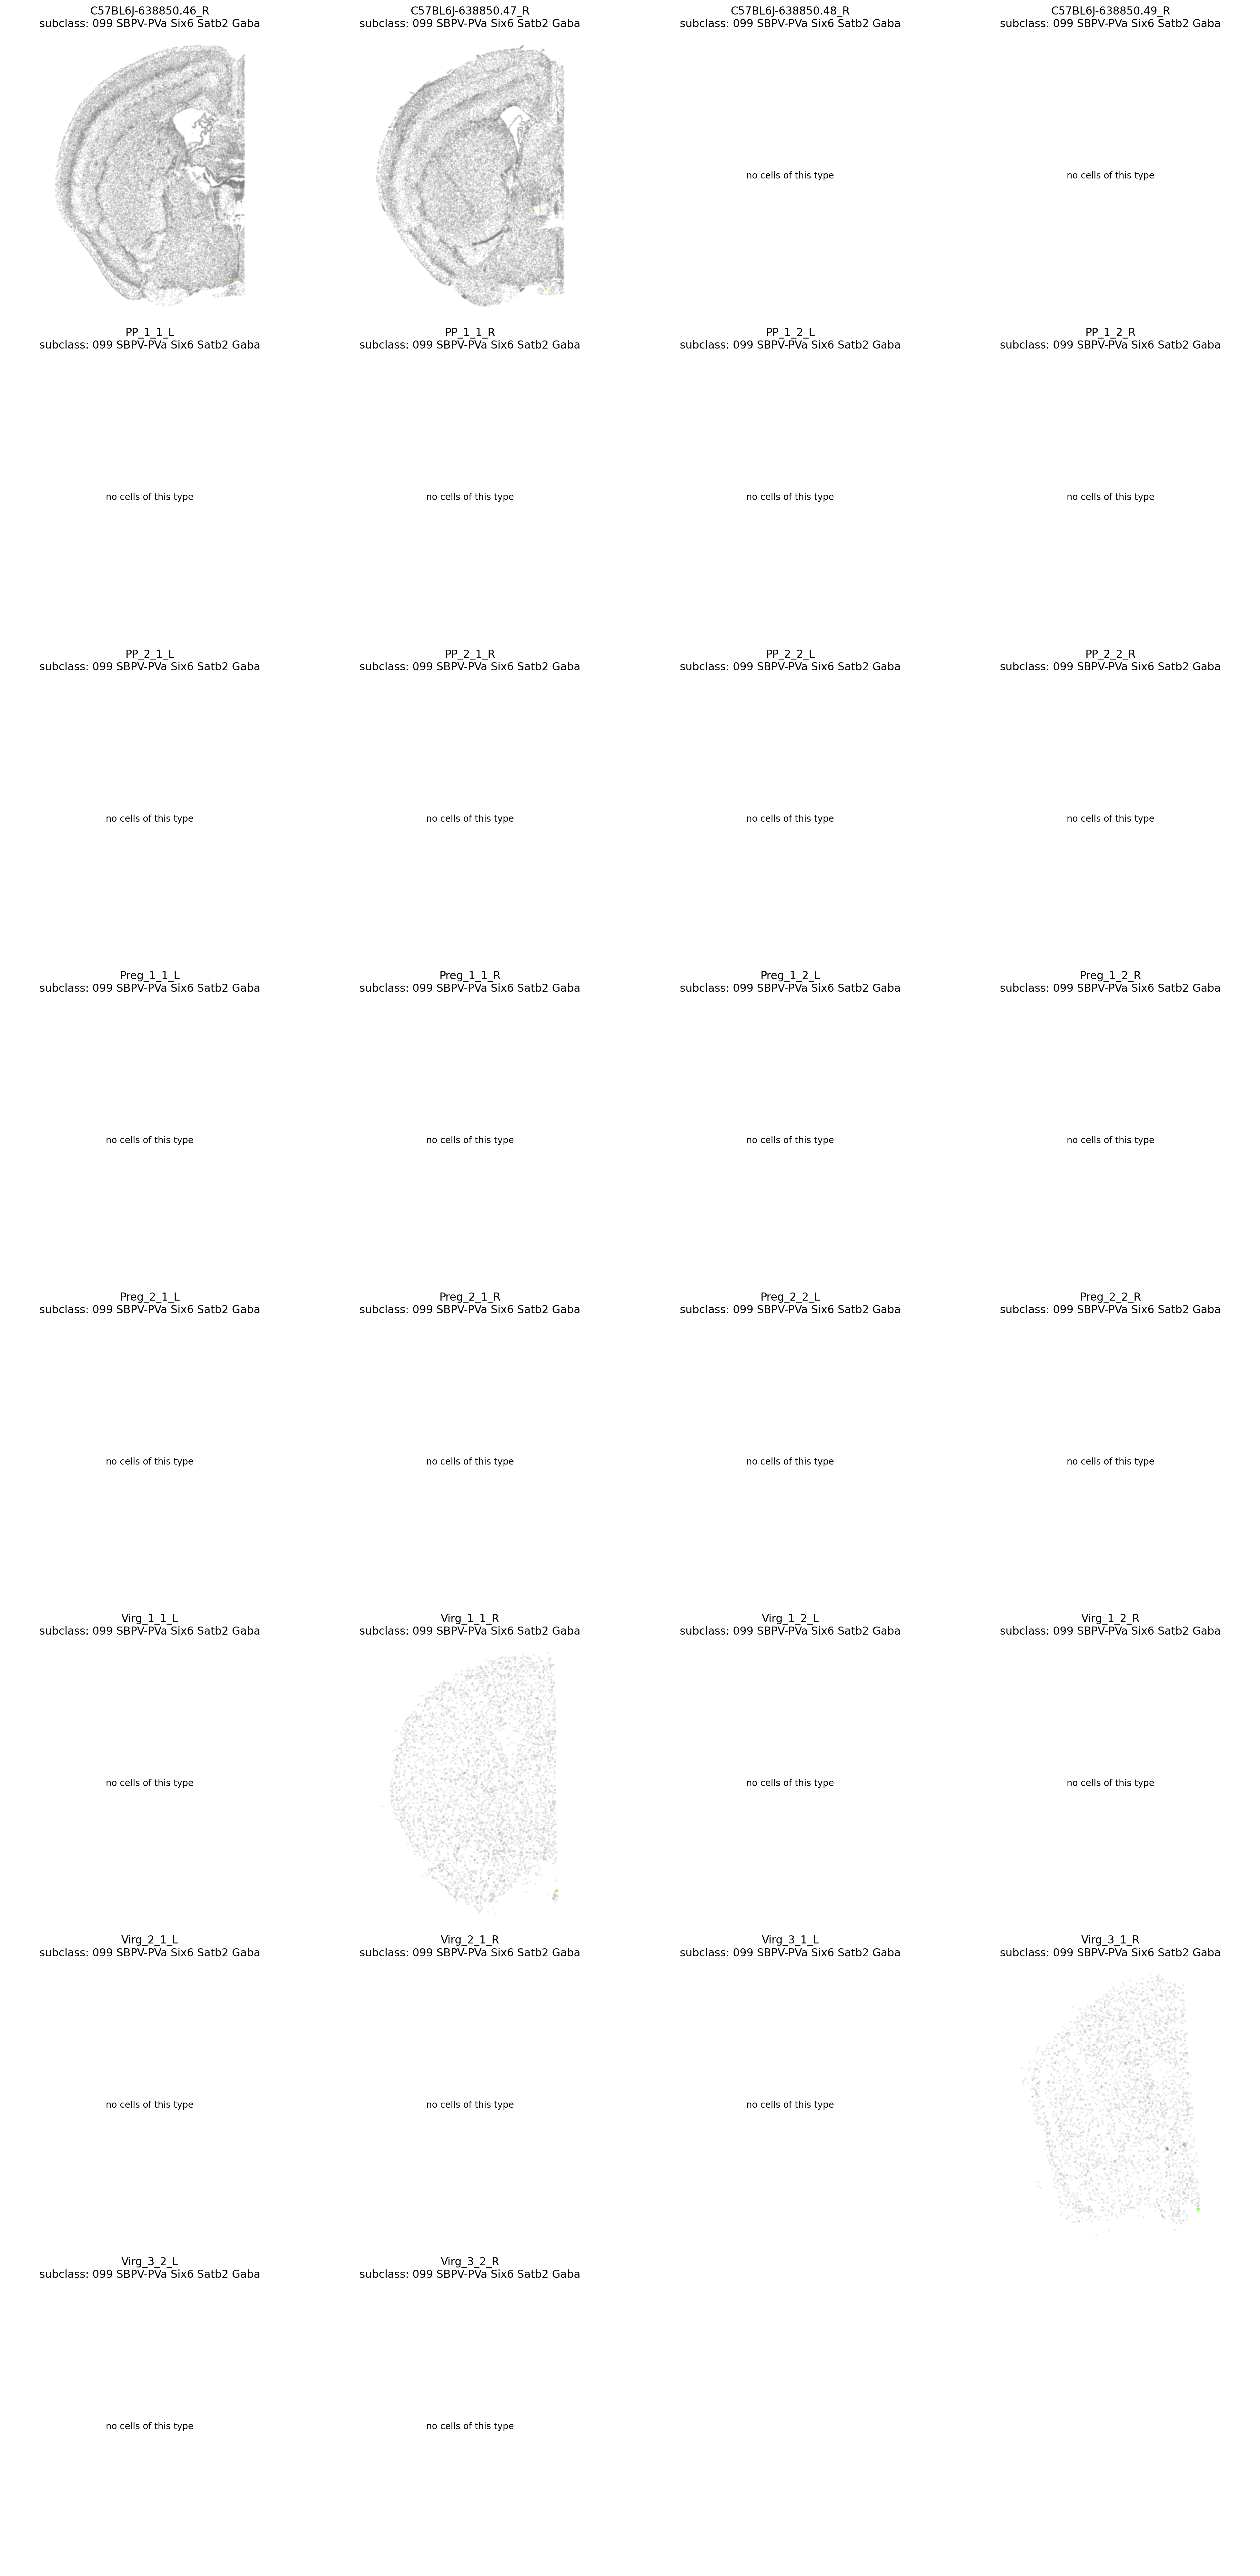 C57BL6J-638850.46_R
subclass: 099 SBPV-PVa Six6 Satb2 Gaba
C57BL6J-638850.47_R
subclass: 099 SBPV-PVa Six6 Satb2 Gaba
C57BL6J-638850.48_R
subclass: 099 SBPV-PVa Six6 Satb2 Gaba
no cells of this type
C57BL6J-638850.49_R
subclass: 099 SBPV-PVa Six6 Satb2 Gaba
no cells of this type
PP_1_1_L
subclass: 099 SBPV-PVa Six6 Satb2 Gaba
no cells of this type
PP_1_1_R
subclass: 099 SBPV-PVa Six6 Satb2 Gaba
no cells of this type
PP_1_2_L
subclass: 099 SBPV-PVa Six6 Satb2 Gaba
no cells of this type
PP_1_2_R
subclass: 099 SBPV-PVa Six6 Satb2 Gaba
no cells of this type
PP_2_1_L
subclass: 099 SBPV-PVa Six6 Satb2 Gaba
no cells of this type
PP_2_1_R
subclass: 099 SBPV-PVa Six6 Satb2 Gaba
no cells of this type
PP_2_2_L
subclass: 099 SBPV-PVa Six6 Satb2 Gaba
no cells of this type
PP_2_2_R
subclass: 099 SBPV-PVa Six6 Satb2 Gaba
no cells of this type
Preg_1_1_L
subclass: 099 SBPV-PVa Six6 Satb2 Gaba
no cells of this type
Preg_1_1_R
subclass: 099 SBPV-PVa Six6 Satb2 Gaba
no cells of this type
Preg_1_2_L
subclass: 099 SBPV-PVa Six6 Satb2 Gaba
no cells of this type
Preg_1_2_R
subclass: 099 SBPV-PVa Six6 Satb2 Gaba
no cells of this type
Preg_2_1_L
subclass: 099 SBPV-PVa Six6 Satb2 Gaba
no cells of this type
Preg_2_1_R
subclass: 099 SBPV-PVa Six6 Satb2 Gaba
no cells of this type
Preg_2_2_L
subclass: 099 SBPV-PVa Six6 Satb2 Gaba
no cells of this type
Preg_2_2_R
subclass: 099 SBPV-PVa Six6 Satb2 Gaba
no cells of this type
Virg_1_1_L
subclass: 099 SBPV-PVa Six6 Satb2 Gaba
no cells of this type
Virg_1_1_R
subclass: 099 SBPV-PVa Six6 Satb2 Gaba
Virg_1_2_L
subclass: 099 SBPV-PVa Six6 Satb2 Gaba
no cells of this type
Virg_1_2_R
subclass: 099 SBPV-PVa Six6 Satb2 Gaba
no cells of this type
Virg_2_1_L
subclass: 099 SBPV-PVa Six6 Satb2 Gaba
no cells of this type
Virg_2_1_R
subclass: 099 SBPV-PVa Six6 Satb2 Gaba
no cells of this type
Virg_3_1_L
subclass: 099 SBPV-PVa Six6 Satb2 Gaba
no cells of this type
Virg_3_1_R
subclass: 099 SBPV-PVa Six6 Satb2 Gaba
Virg_3_2_L
subclass: 099 SBPV-PVa Six6 Satb2 Gaba
no cells of this type
Virg_3_2_R
subclass: 099 SBPV-PVa Six6 Satb2 Gaba
no cells of this type